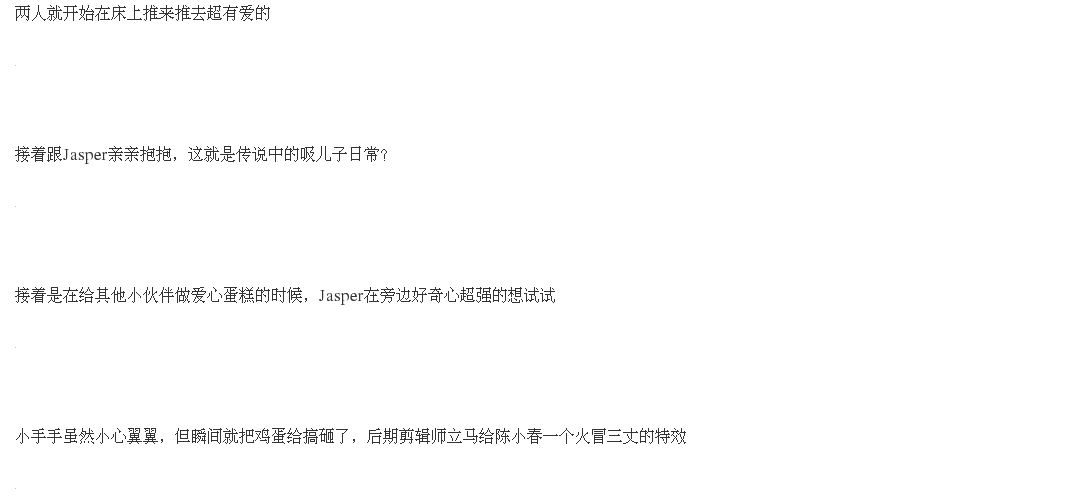 两人就开始在床上推来推去超有爱的
接着跟Jasper亲亲抱抱，这就是传说中的吸儿子日常？
接着是在给其他小伙伴做爱心蛋糕的时候，Jasper在旁边好奇心超强的想试试
小手手虽然小心翼翼，但瞬间就把鸡蛋给搞砸了，后期剪辑师立马给陈小春一个火冒三丈的特效